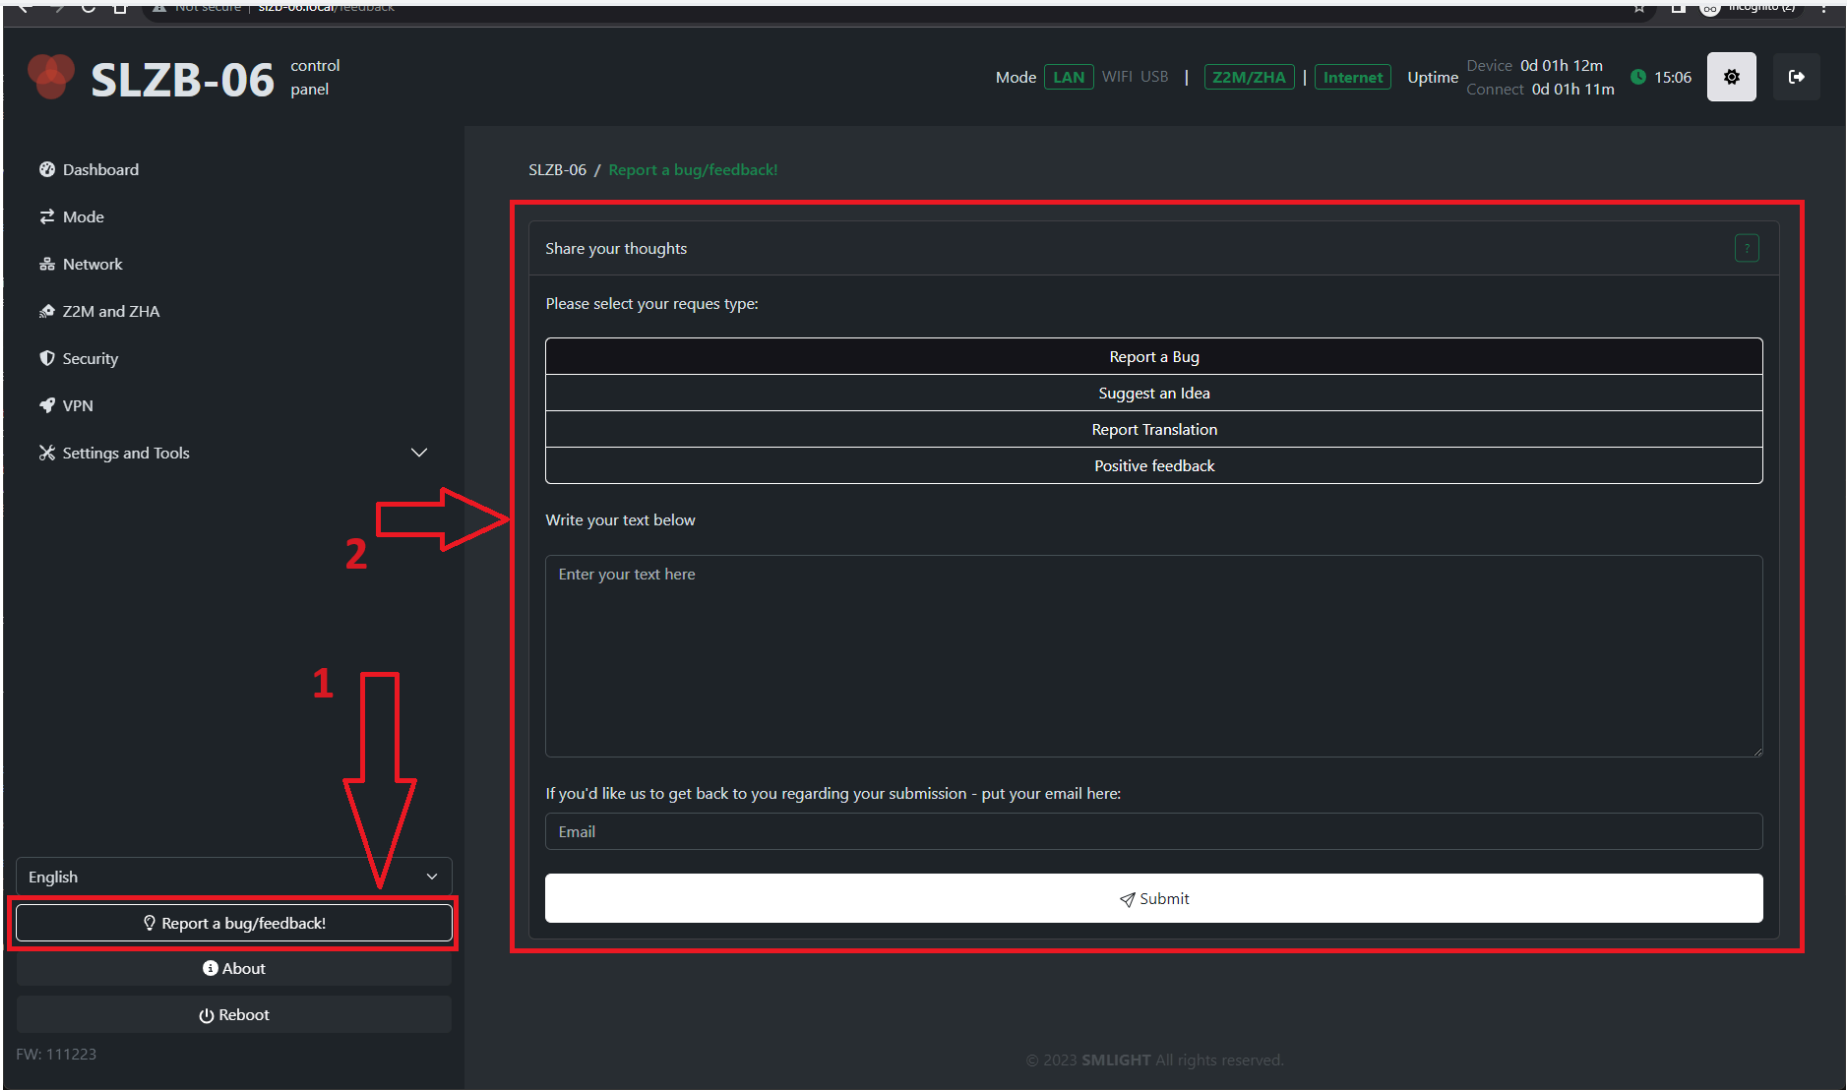 Not secure | slzb-06.local/feedback
Incognito (2)
SLZB-06 control panel
Mode LAN WIFI USB | Z2M/ZHA | Internet Uptime Device 0d 01h 12m Connect 0d 01h 11m 15:06
Dashboard
Mode
Network
Z2M and ZHA
Security
VPN
Settings and Tools
SLZB-06 / Report a bug/feedback!
Share your thoughts ?
Please select your reques type:
Report a Bug
Suggest an Idea
Report Translation
Positive feedback
Write your text below
Enter your text here
2
1
If you'd like us to get back to you regarding your submission - put your email here:
Email
Submit
English
Report a bug/feedback!
About
Reboot
FW: 111223
© 2023 SMLIGHT All rights reserved.